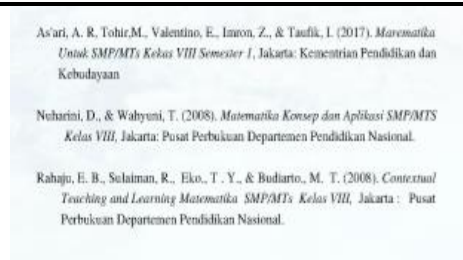 As'ari, A. R, Tohir,M., Valentino, E., Imron, Z., & Taufik, I. (2017). Matematika
Untuk SMP/MTs Kelas VIII Semester 1, Jakarta: Kementrian Pendidikan dan
Kebudayaan
Nuharini, D., & Wahyuni, T. (2008). Matematika Konsep dan Aplikasi SMP/MTS
Kelas VIII, Jakarta: Pusat Perbukuan Departemen Pendidikan Nasional.
Rahaju, E. B., Sulaiman, R., Eko., T . Y., & Budiarto., M. T. (2008). Contextual
Teaching and Learning Matematika SMP/MTs Kelas VIII, Jakarta : Pusat
Perbukuan Departemen Pendidikan Nasional.